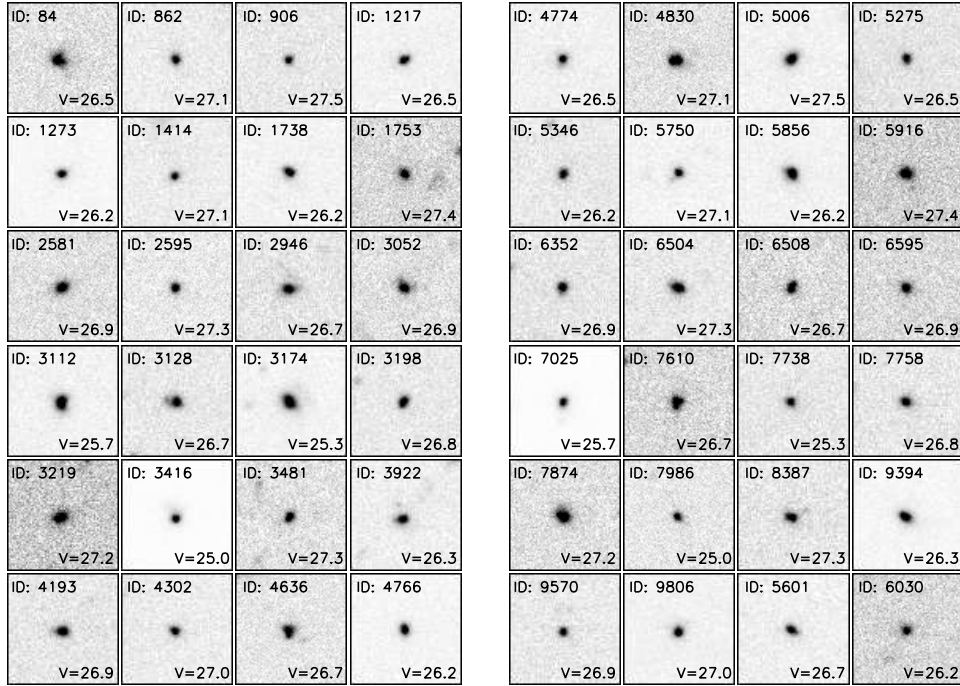 ID: 84 ID: 862 ID: 906 ID: 1217
V=26.5 V=27.1 V=27.5 V=26.5
ID: 1273 ID: 1414 ID: 1738 ID: 1753
V=26.2 V=27.1 V=26.2 V=27.4
ID: 2581 ID: 2595 ID: 2946 ID: 3052
V=26.9 V=27.3 V=26.7 V=26.9
ID: 3112 ID: 3128 ID: 3174 ID: 3198
V=25.7 V=26.7 V=25.3 V=26.8
ID: 3219 ID: 3416 ID: 3481 ID: 3922
V=27.2 V=25.0 V=27.3 V=26.3
ID: 4193 ID: 4302 ID: 4636 ID: 4766
V=26.9 V=27.0 V=26.7 V=26.2
ID: 4774 ID: 4830 ID: 5006 ID: 5275
V=26.5 V=27.1 V=27.5 V=26.5
ID: 5346 ID: 5750 ID: 5856 ID: 5916
V=26.2 V=27.1 V=26.2 V=27.4
ID: 6352 ID: 6504 ID: 6508 ID: 6595
V=26.9 V=27.3 V=26.7 V=26.9
ID: 7025 ID: 7610 ID: 7738 ID: 7758
V=25.7 V=26.7 V=25.3 V=26.8
ID: 7874 ID: 7986 ID: 8387 ID: 9394
V=27.2 V=25.0 V=27.3 V=26.3
ID: 9570 ID: 9806 ID: 5601 ID: 6030
V=26.9 V=27.0 V=26.7 V=26.2